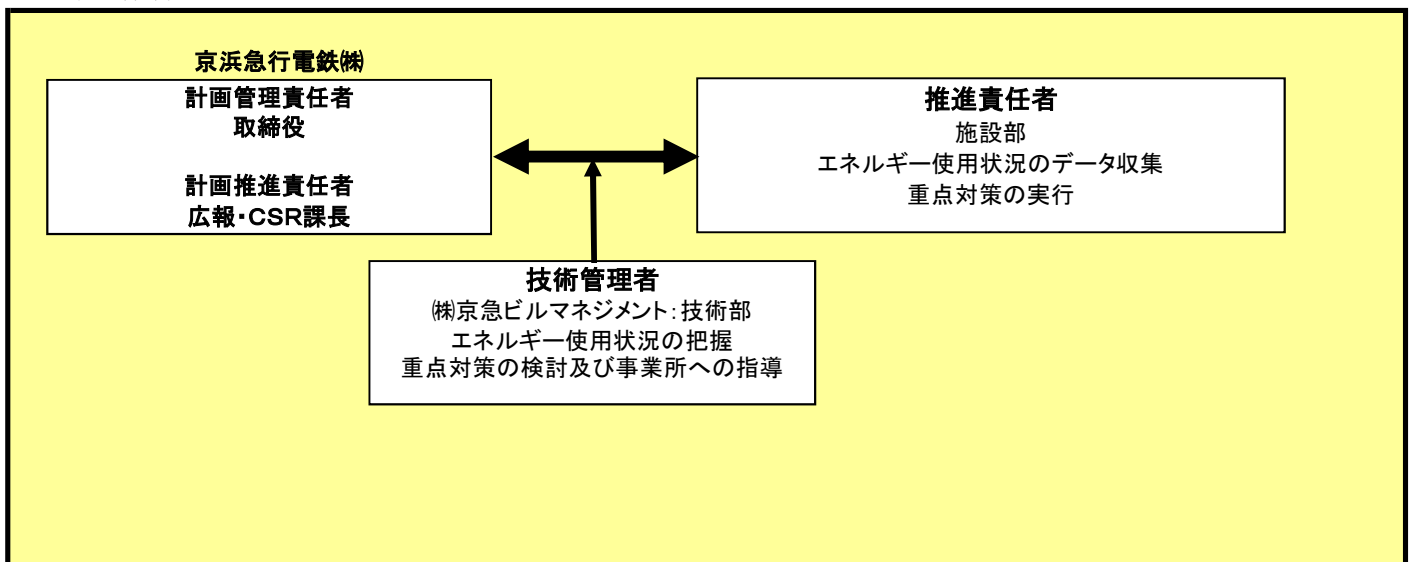 京浜急行電鉄㈱
計画管理責任者
取締役
計画推進責任者
広報・CSR課長
推進責任者
施設部
エネルギー使用状況のデータ収集
重点対策の実行
技術管理者
㈱京急ビルマネジメント：技術部
エネルギー使用状況の把握
重点対策の検討及び事業所への指導